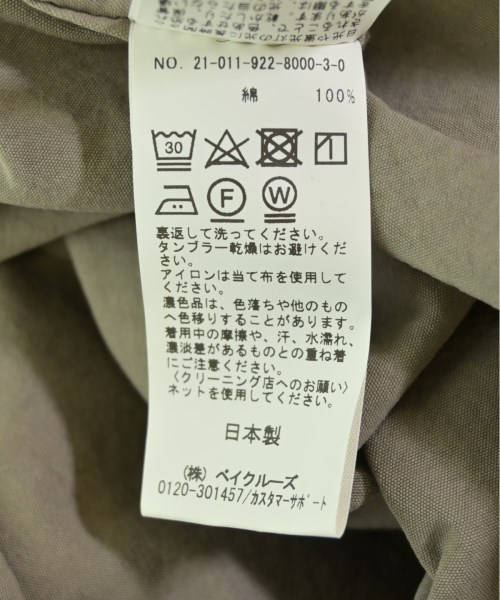 NO. 21-011-922-8000-3-0
綿 100%
30
F W
裏返して洗ってください。
タンブラー乾燥はお避けくだ
さい。
アイロンは当て布を使用して
ください。
濃色品は、色落ちや他のもの
へ色移りすることがあります。
着用中の摩擦や、汗、水濡れ、
濃淡差があるものとの重ね着
にご注意ください。
〈クリーニング店へのお願い〉
ネットを使用してください。
日本製
(株) ベイクルーズ
0120-301457/カスタマーサポート